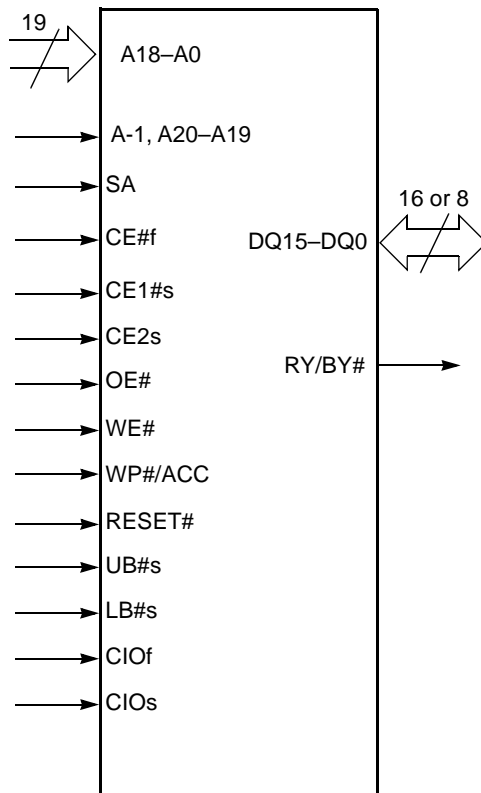 19
A18–A0
A-1, A20–A19
SA
16 or 8
CE#f
DQ15–DQ0
CE1#s
CE2s
RY/BY#
OE#
WE#
WP#/ACC
RESET#
UB#s
LB#s
CIOf
CIOs